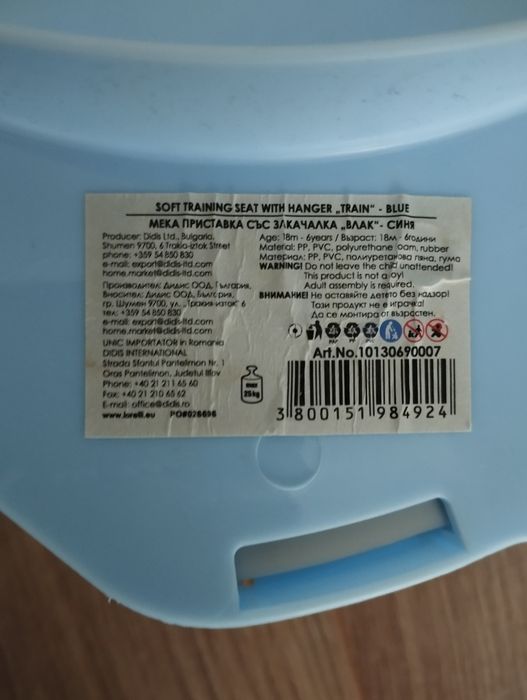 SOFT TRAINING SEAT WITH HANGER „TRAIN" - BLUE
МЕКА ПРИСТАВКА СЪС ЗАКАЧАЛКА „ВЛАК" - СИНЯ
Producer: Didis Ltd., Bulgaria,
Shumen 9700, 6 Trakia-iztok Street
phone: +359 54 850 830
e-mail: export@didis-ltd.com
home.market@didis-ltd.com
Производител: Дидис ООД, България,
Вносител: Дидис ООД, България,
гр. Шумен 9700, ул. „Тракия-изток" 6
тел.: +359 54 850 830
e-mail: export@didis-ltd.com
home.market@didis-ltd.com
UNIC IMPORTATOR in Romania
DIDIS INTERNATIONAL
Strada Sfantul Pantelimon Nr. 1
Oras Pantelimon, Judetul Ilfov
Phone: +40 21 211 65 60
Fax: +40 21 210 65 62
E-mail: office@didis.ro
www.lorelli.eu PO#028696
Age: 18m - 6years / Възраст: 18м - 6години
Material: PP, PVC, polyurethane foam, rubber
Материал: PP, PVC, полиуретанова пяна, гума
WARNING! Do not leave the child unattended!
This product is not a toy!
Adult assembly is required.
ВНИМАНИЕ! Не оставяйте детето без надзор!
Този продукт не е играчка!
Да се монтира от възрастен.
PAP PP PVC
Art.No.10130690007
max
25kg
3 800151 984924